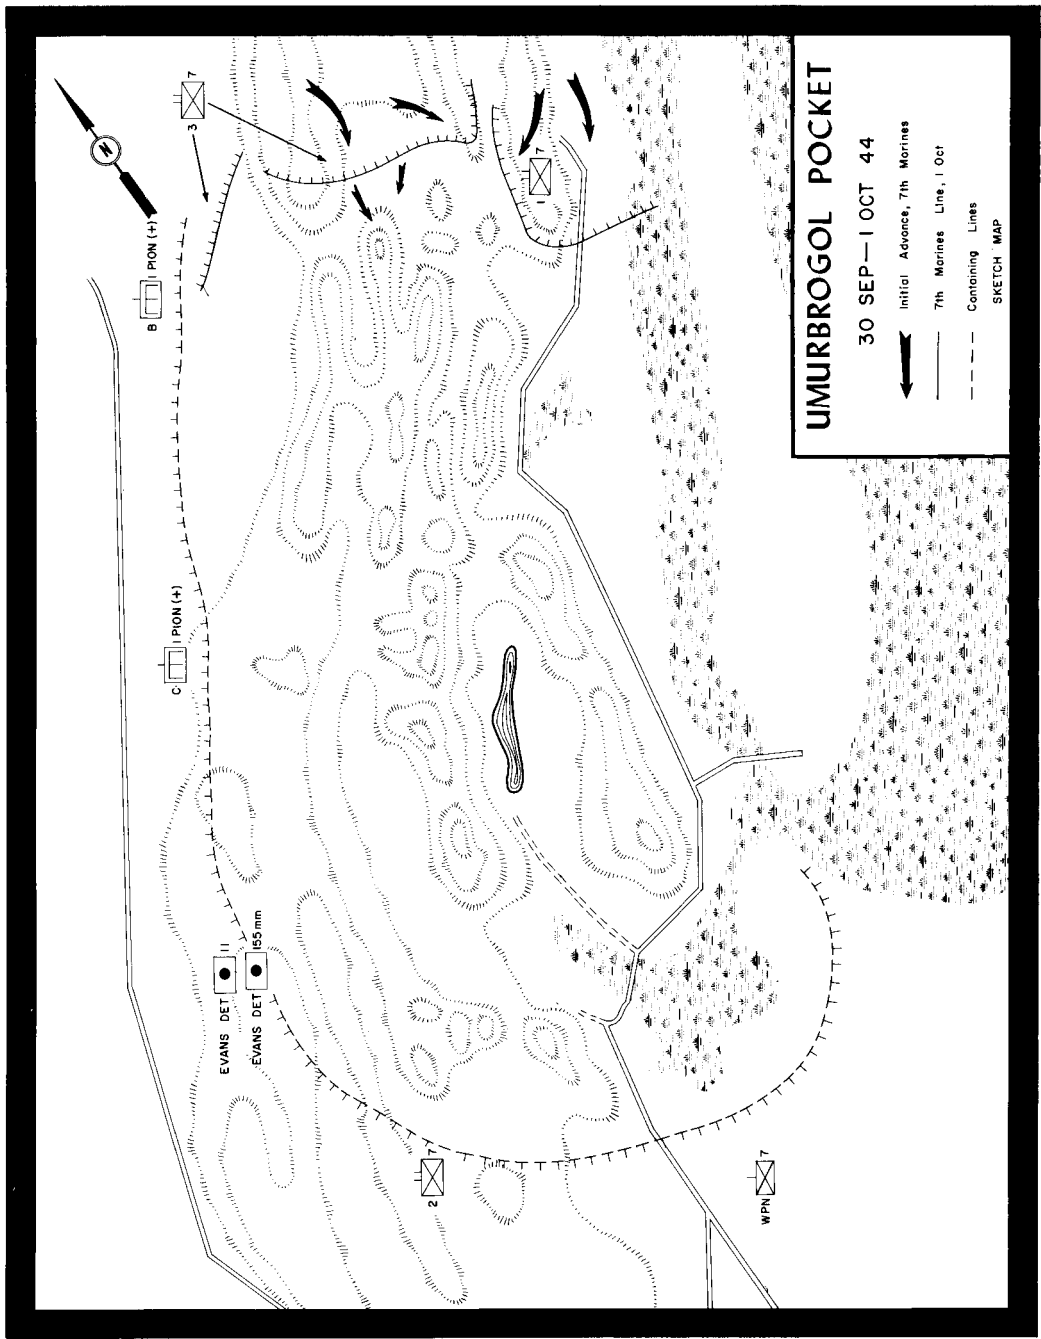 UMURBROGOL POCKET
30 SEP—1 OCT 44
Initial Advance, 7th Marines
7th Marines Line, 1 Oct
Containing Lines
SKETCH MAP
N
3 7
1 7
B 1 PION (+)
C 1 PION (+)
EVANS DET 11
EVANS DET 155mm
2 7
WPN 7